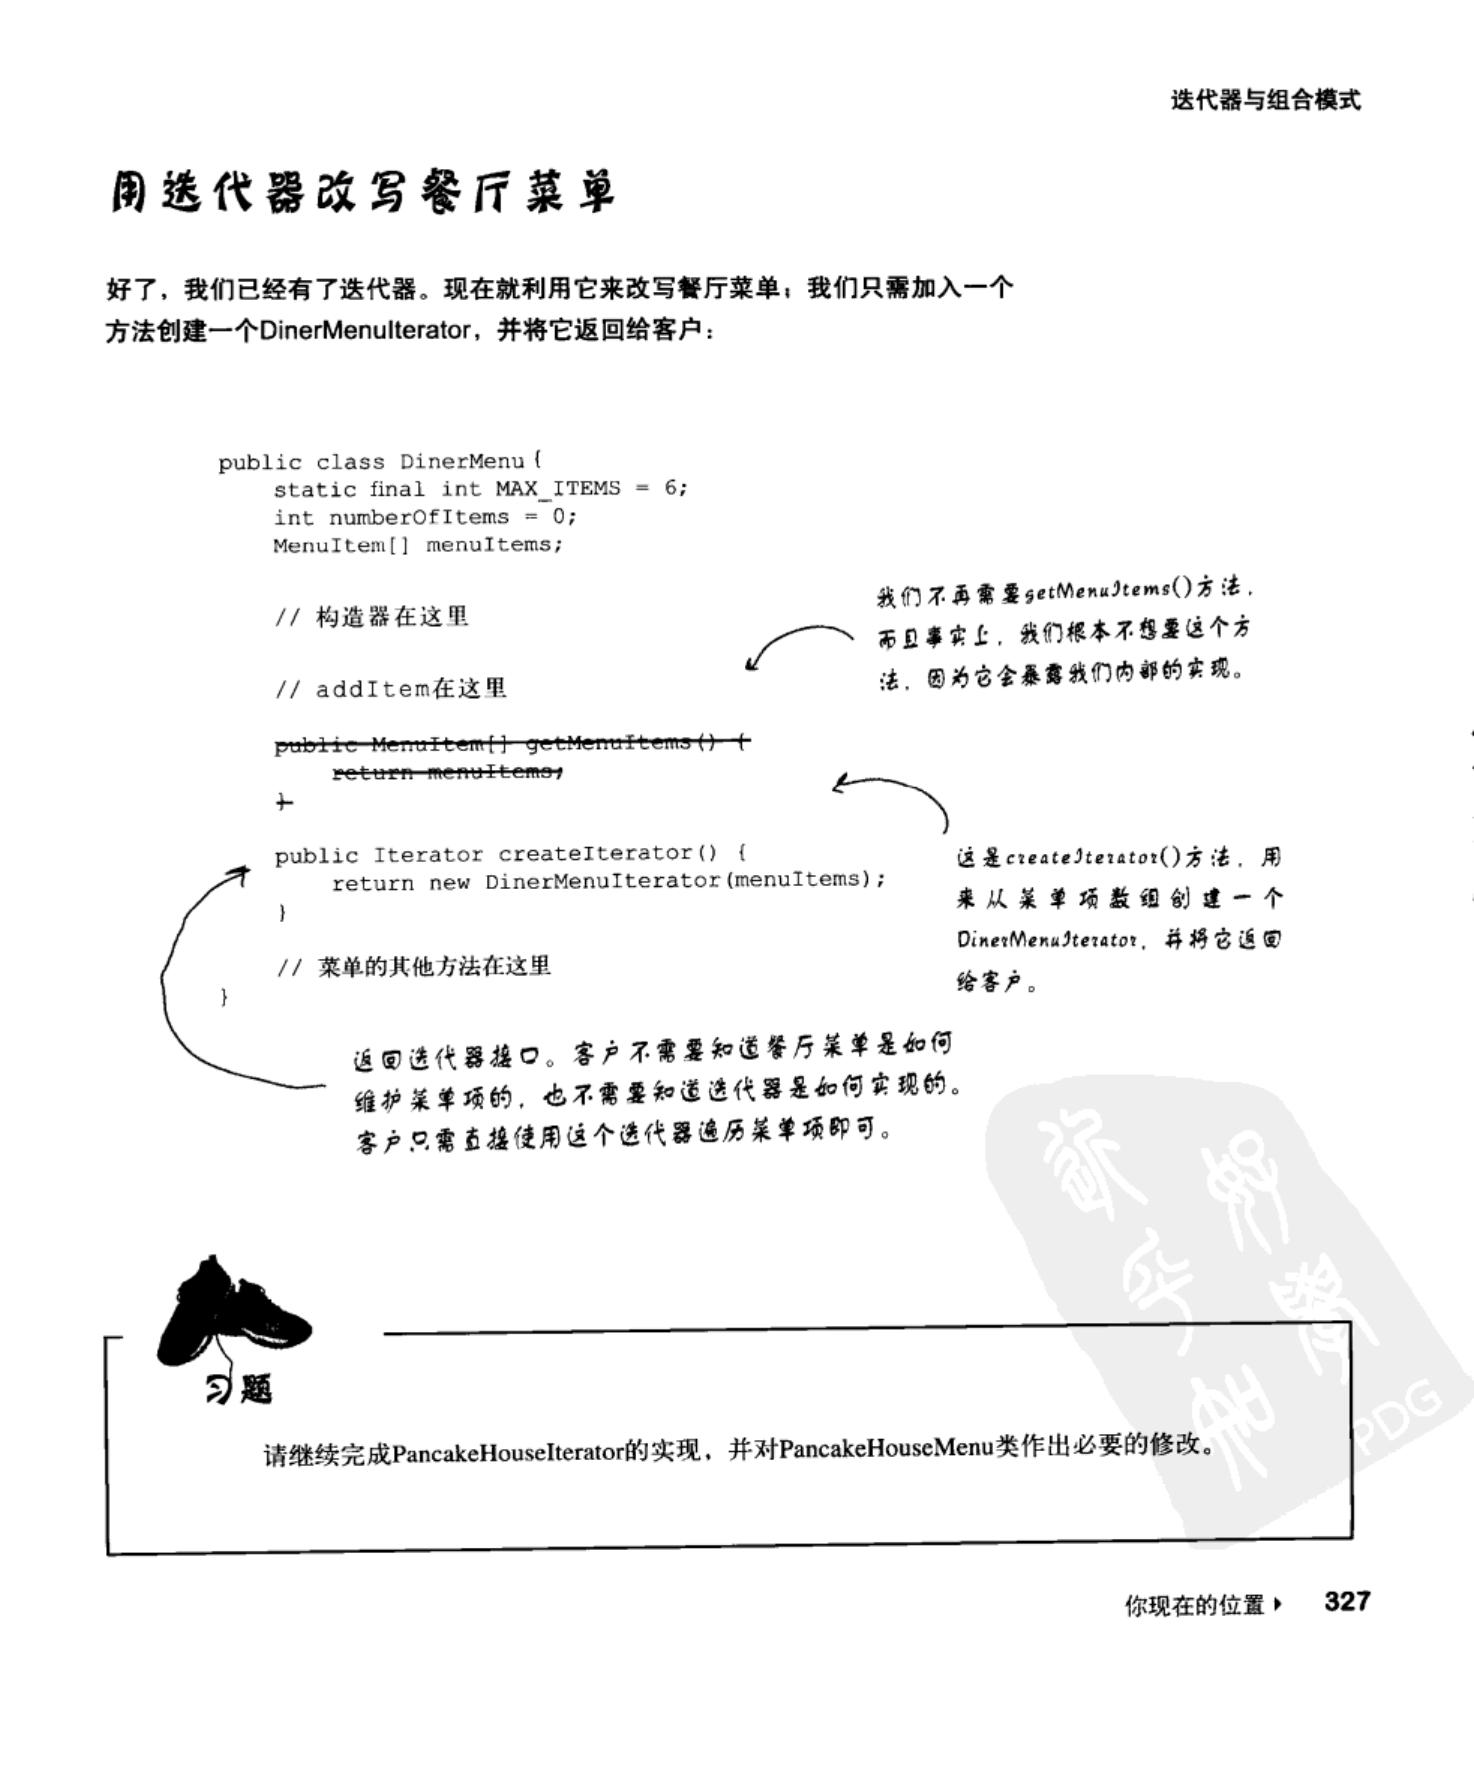 迭代器与组合模式
用迭代器改写餐厅菜单
好了，我们已经有了迭代器。现在就利用它来改写餐厅菜单；我们只需加入一个
方法创建一个DinerMenuIterator，并将它返回给客户：
public class DinerMenu {
static final int MAX_ITEMS = 6;
int numberOfItems = 0;
MenuItem[] menuItems;
// 构造器在这里
// addItem在这里
public MenuItem[] getMenuItems() {
return menuItems;
}
public Iterator createIterator() {
return new DinerMenuIterator(menuItems);
}
// 菜单的其他方法在这里
}
我们不再需要getMenuItems()方法，
而且事实上，我们根本不想要这个方
法，因为它会暴露我们内部的实现。
这是createIterator()方法，用
来从菜单项数组创建一个
DinerMenuIterator，并将它返回
给客户。
返回迭代器接口。客户不需要知道餐厅菜单是如何
维护菜单项的，也不需要知道迭代器是如何实现的。
客户只需直接使用这个迭代器遍历菜单项即可。
习题
请继续完成PancakeHouseIterator的实现，并对PancakeHouseMenu类作出必要的修改。
PDG
你现在的位置 ▸ 327